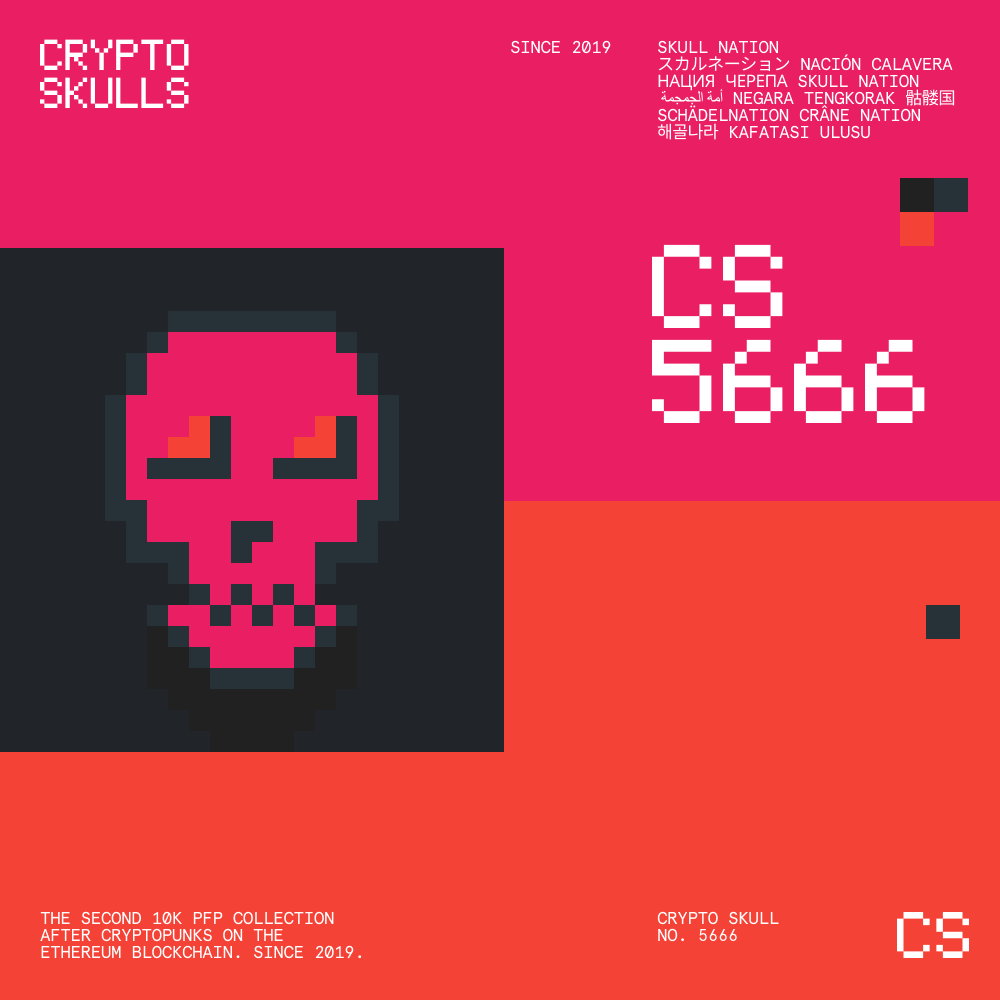 CRYPTO
SKULLS
SINCE 2019
SKULL NATION
スカルネーション NACIÓN CALAVERA
НАЦИЯ ЧЕРЕПА SKULL NATION
أمة الجمجمة NEGARA TENGKORAK 骷髅国
SCHÄDELNATION CRÂNE NATION
해골나라 KAFATASI ULUSU
CS
5666
THE SECOND 10K PFP COLLECTION
AFTER CRYPTOPUNKS ON THE
ETHEREUM BLOCKCHAIN. SINCE 2019.
CRYPTO SKULL
NO. 5666
CS